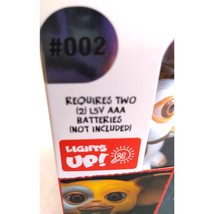 #002
REQUIRES TWO
(2) 1.5V AAA
BATTERIES
(NOT INCLUDED)
LIGHTS
UP!